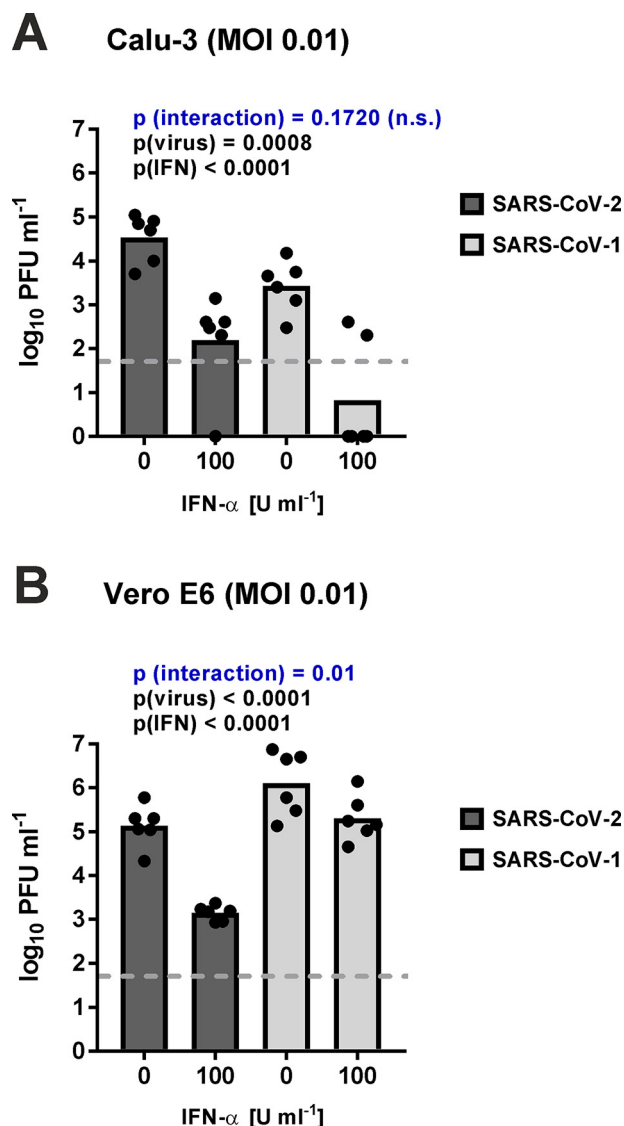 A Calu-3 (MOI 0.01)
p (interaction) = 0.1720 (n.s.)
p(virus) = 0.0008
p(IFN) < 0.0001
7
6
5
4
3
2
1
0
log₁₀ PFU ml⁻¹
SARS-CoV-2
SARS-CoV-1
0 100 0 100
IFN-α [U ml⁻¹]
B Vero E6 (MOI 0.01)
p (interaction) = 0.01
p(virus) < 0.0001
p(IFN) < 0.0001
7
6
5
4
3
2
1
0
log₁₀ PFU ml⁻¹
SARS-CoV-2
SARS-CoV-1
0 100 0 100
IFN-α [U ml⁻¹]